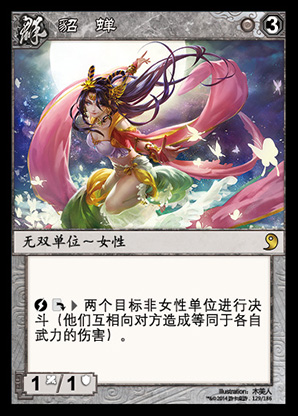 群 貂蝉 3
无双单位～女性
两个目标非女性单位进行决
斗（他们互相向对方造成等同于各自
武力的伤害）。
1/1
Illustration：木美人
129/186